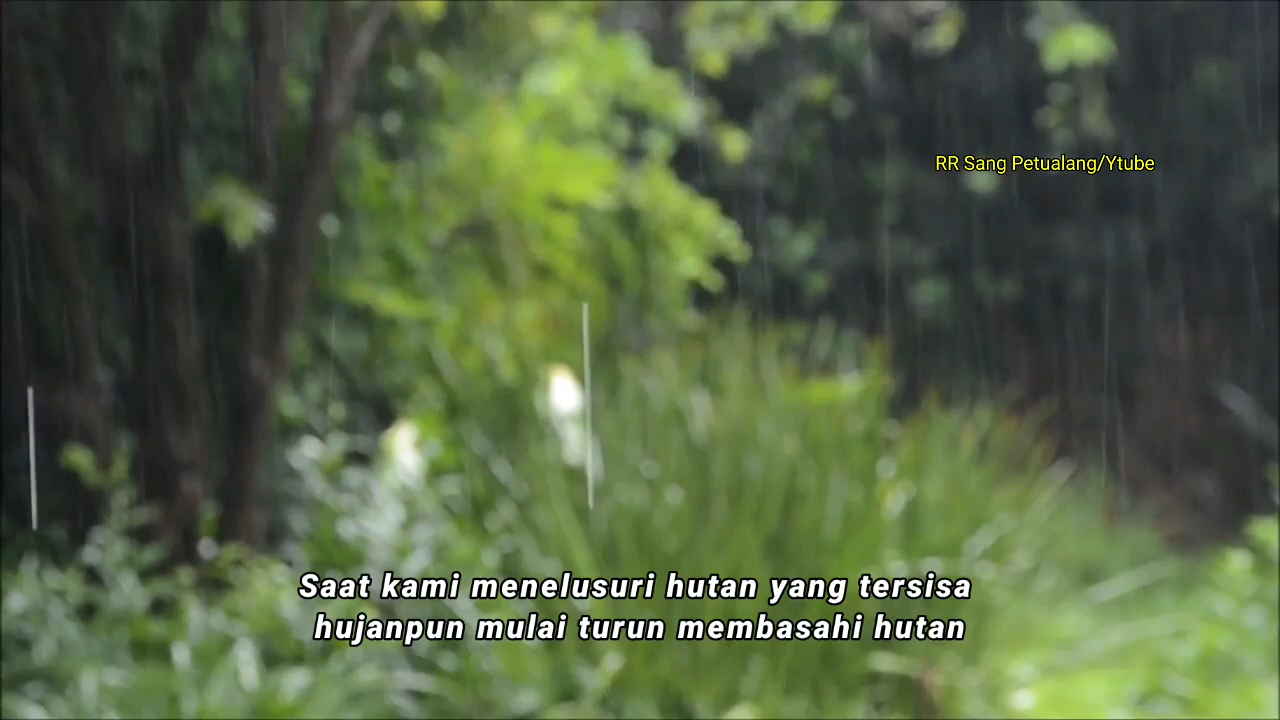 RR Sang Petualang/Ytube
Saat kami menelusuri hutan yang tersisa
hujanpun mulai turun membasahi hutan